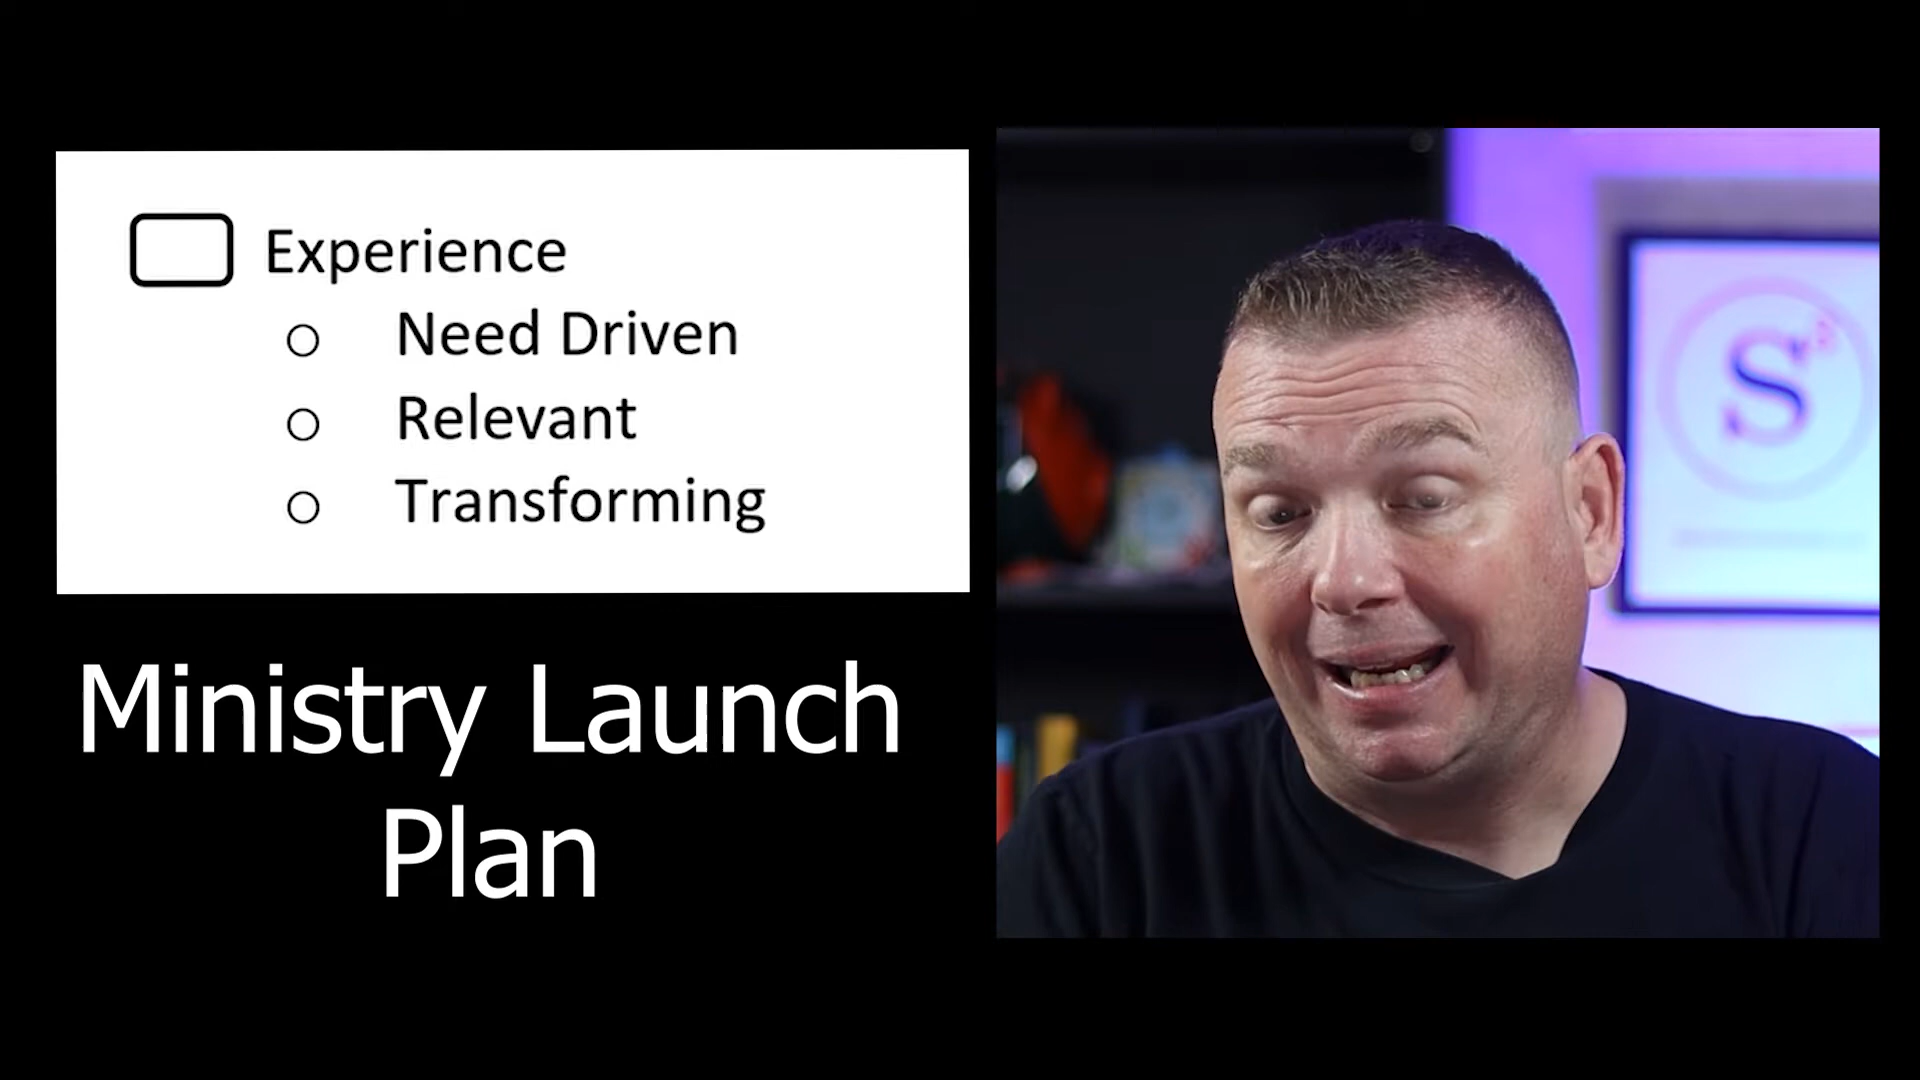 Experience
Need Driven
Relevant
Transforming
Ministry Launch
Plan
S